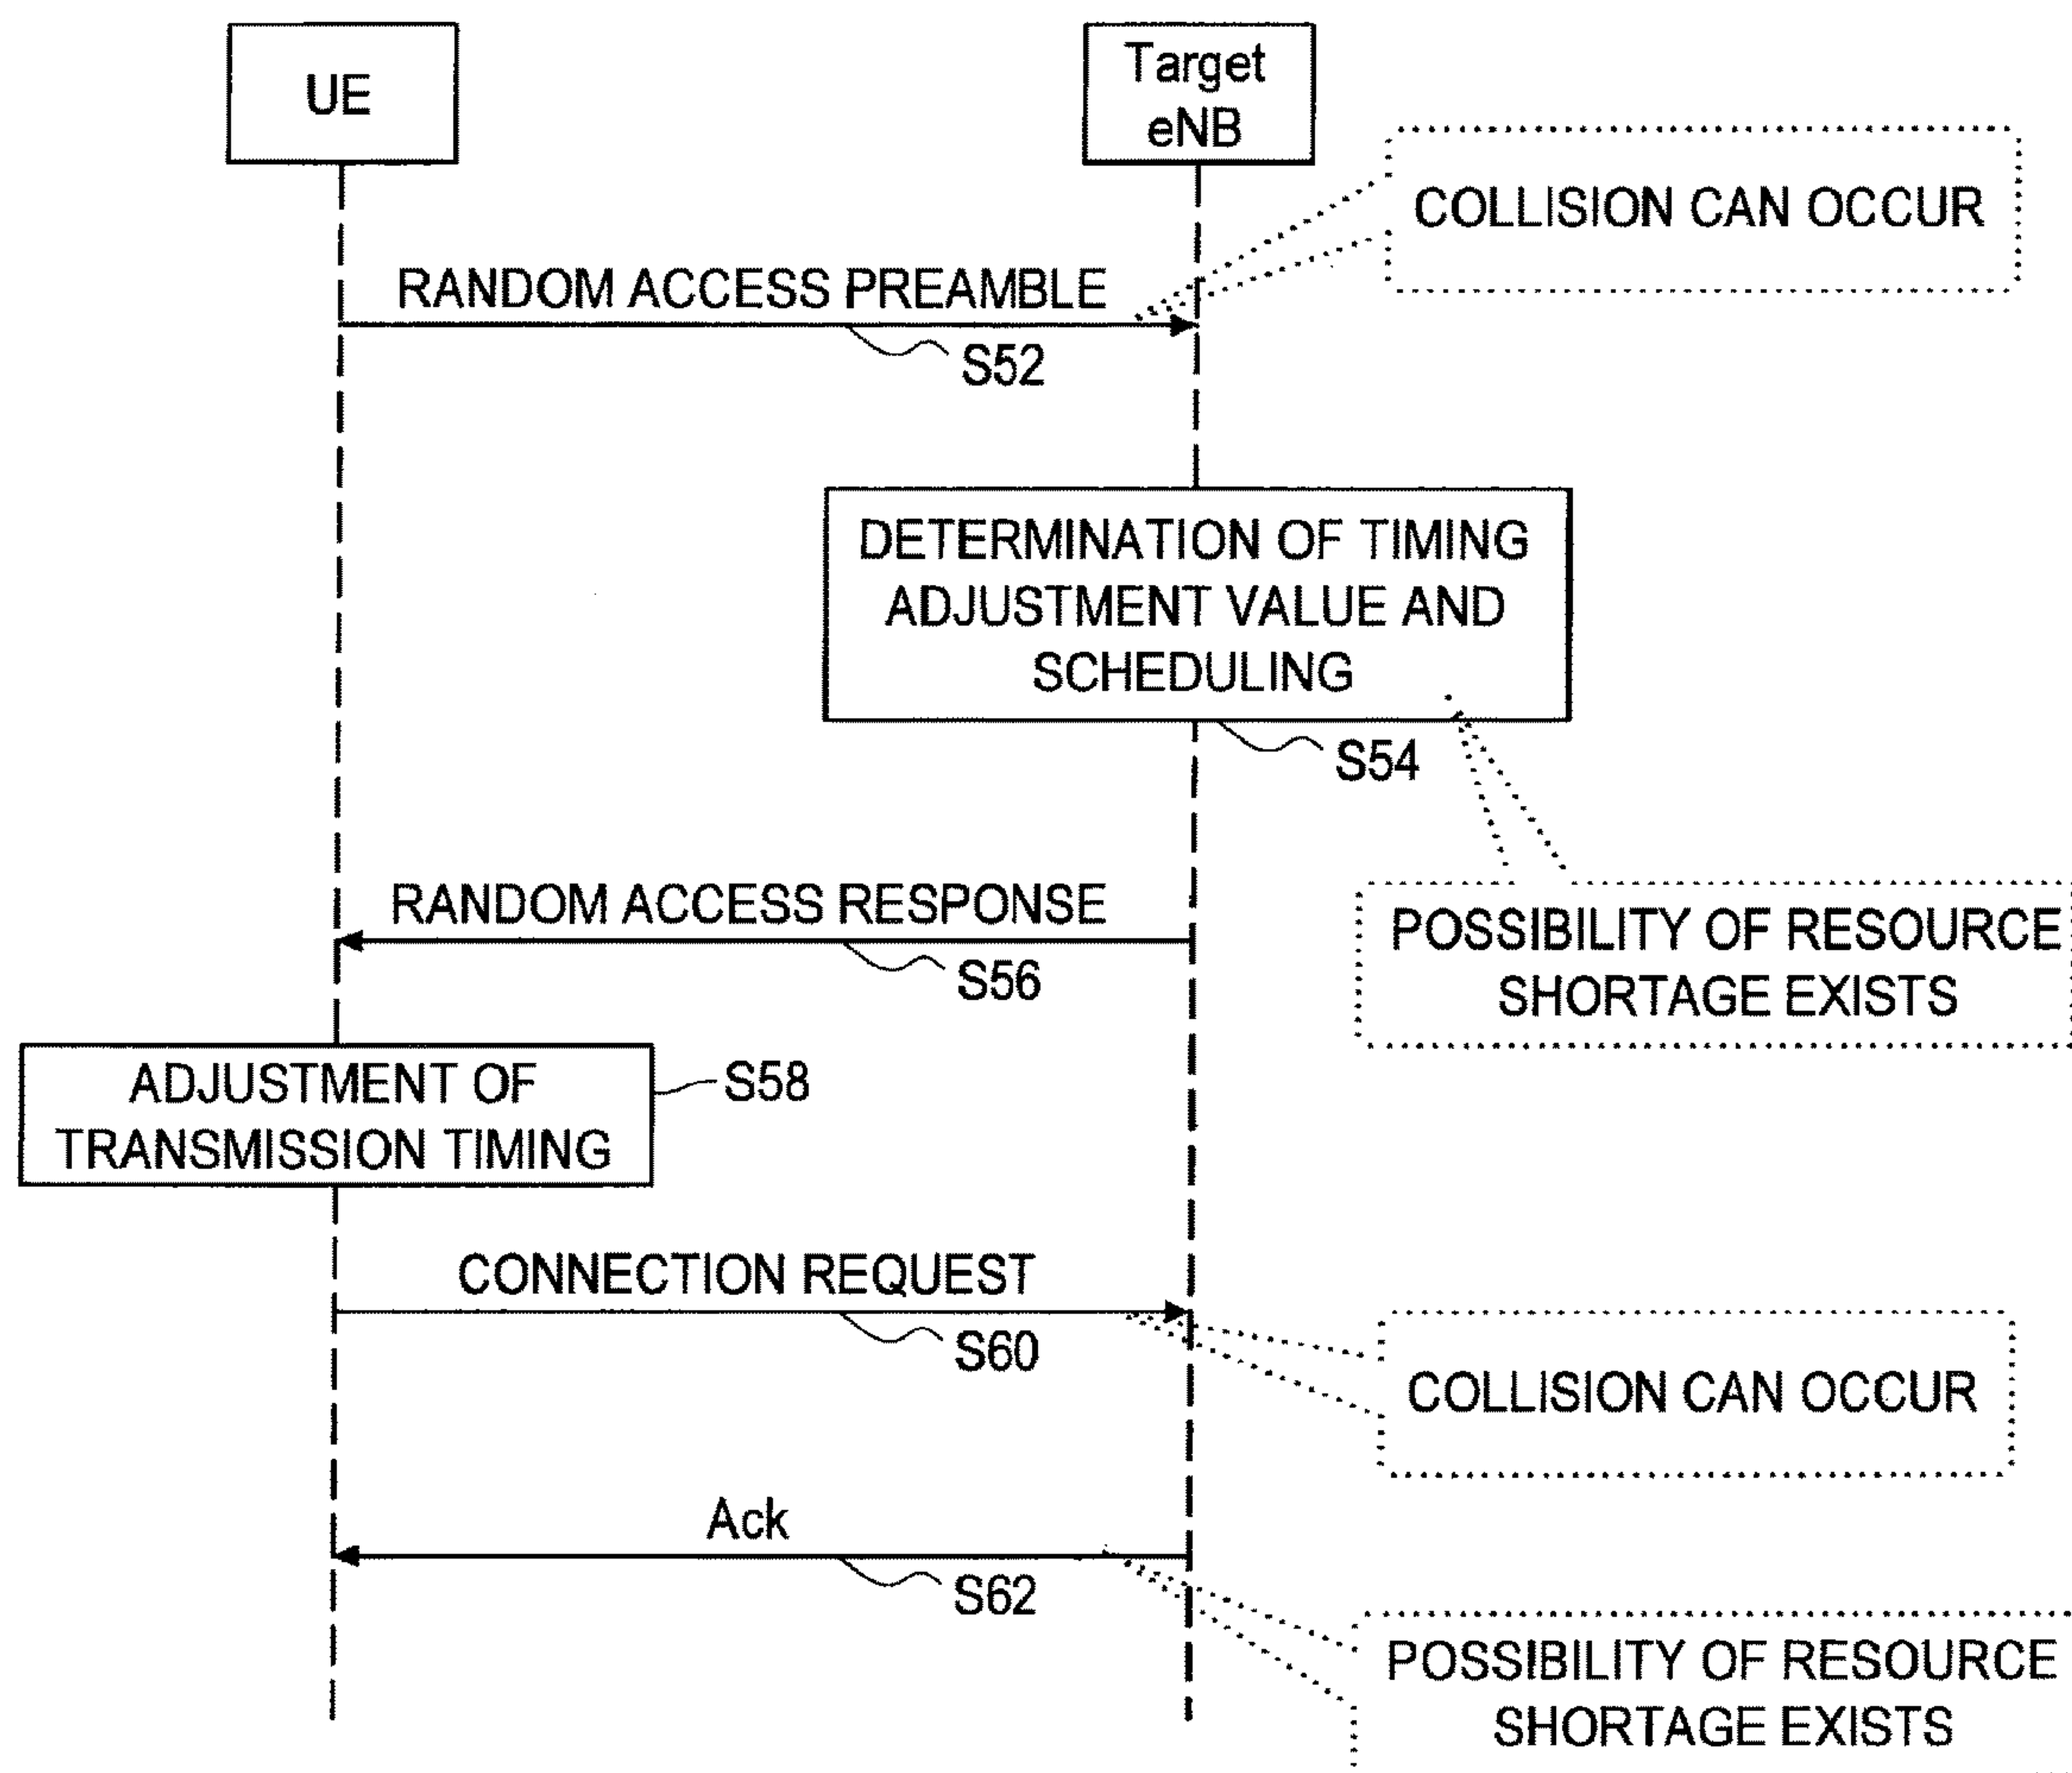 UE
Target
eNB
COLLISION CAN OCCUR
RANDOM ACCESS PREAMBLE
S52
DETERMINATION OF TIMING
ADJUSTMENT VALUE AND
SCHEDULING
S54
RANDOM ACCESS RESPONSE
S56
POSSIBILITY OF RESOURCE
SHORTAGE EXISTS
ADJUSTMENT OF
TRANSMISSION TIMING
S58
CONNECTION REQUEST
S60
COLLISION CAN OCCUR
Ack
S62
POSSIBILITY OF RESOURCE
SHORTAGE EXISTS